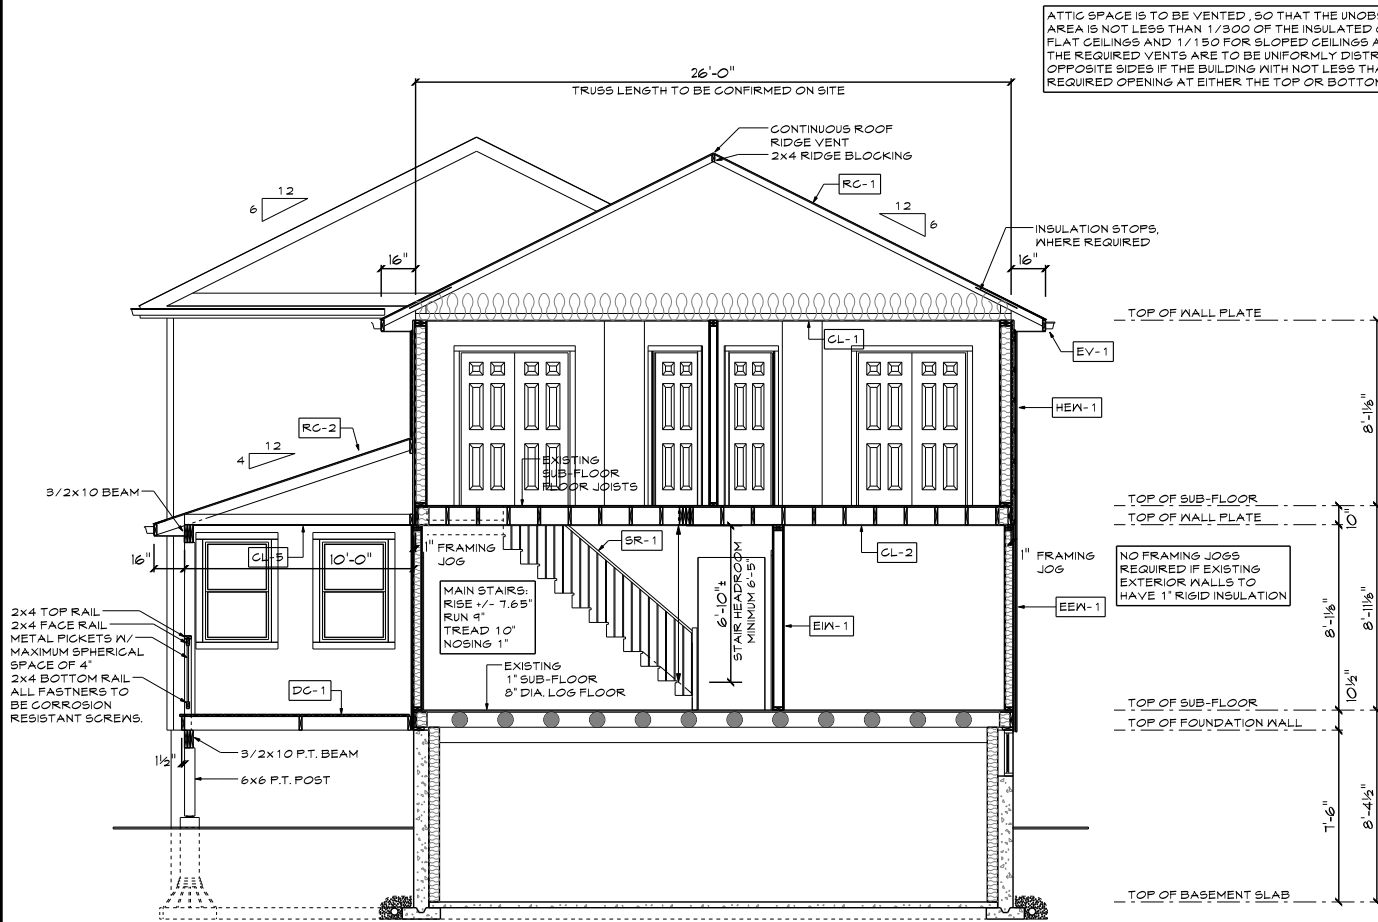 ATTIC SPACE IS TO BE VENTED, SO THAT THE
AREA IS NOT LESS THAN 1/300 OF THE INSULATED
FLAT CEILINGS AND 1/150 FOR SLOPED CEILINGS
THE REQUIRED VENTS ARE TO BE UNIFORMLY
OPPOSITE SIDES IF THE BUILDING WITH NOT LESS
REQUIRED OPENING AT EITHER THE TOP OR
26'-0"
TRUSS LENGTH TO BE CONFIRMED ON SITE
CONTINUOUS ROOF
RIDGE VENT
2x4 RIDGE BLOCKING
RC-1
12
6
12
6
INSULATION STOPS,
WHERE REQUIRED
16"
16"
TOP OF WALL PLATE
CL-1
EV-1
HEW-1
8'-1 1/8"
RC-2
12
4
EXISTING
SUB-FLOOR
FLOOR JOISTS
3/2x10 BEAM
TOP OF SUB-FLOOR
TOP OF WALL PLATE
10"
16"
CL-3
10'-0"
1" FRAMING
JOG
SR-1
CL-2
1" FRAMING
JOG
NO FRAMING JOGS
REQUIRED IF EXISTING
EXTERIOR WALLS TO
HAVE 1" RIGID INSULATION
MAIN STAIRS:
RISE +/- 7.65"
RUN 9"
TREAD 10"
NOSING 1"
6'-10"±
STAIR HEADROOM
MINIMUM 6'-5"
EIW-1
EEW-1
8'-1 1/8"
8'-11 5/8"
2x4 TOP RAIL
2x4 FACE RAIL
METAL PICKETS W/
MAXIMUM SPHERICAL
SPACE OF 4"
2x4 BOTTOM RAIL
ALL FASTNERS TO
BE CORROSION
RESISTANT SCREWS.
DC-1
EXISTING
1" SUB-FLOOR
8" DIA. LOG FLOOR
10 1/2"
TOP OF SUB-FLOOR
TOP OF FOUNDATION WALL
1 1/2"
3/2x10 P.T. BEAM
6x6 P.T. POST
7'-6"
8'-4 1/2"
TOP OF BASEMENT SLAB